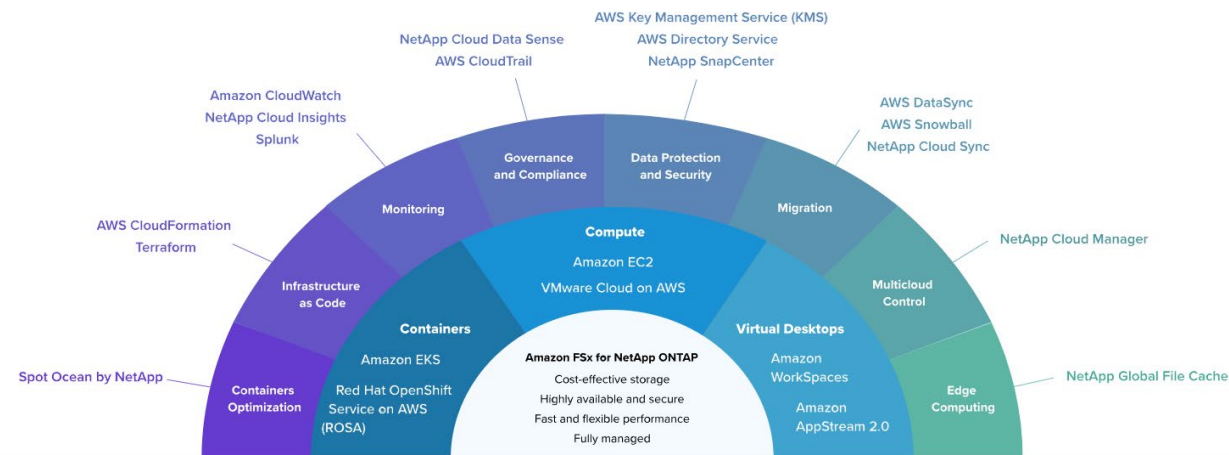 AWS Key Management Service (KMS)
AWS Directory Service
NetApp SnapCenter
NetApp Cloud Data Sense
AWS CloudTrail
Amazon CloudWatch
NetApp Cloud Insights
Splunk
AWS DataSync
AWS Snowball
NetApp Cloud Sync
AWS CloudFormation
Terraform
NetApp Cloud Manager
Spot Ocean by NetApp
NetApp Global File Cache
Containers
Optimization
Infrastructure
as Code
Monitoring
Governance
and Compliance
Data Protection
and Security
Migration
Multicloud
Control
Edge
Computing
Containers
Amazon EKS
Red Hat OpenShift
Service on AWS
(ROSA)
Compute
Amazon EC2
VMware Cloud on AWS
Virtual Desktops
Amazon
WorkSpaces
Amazon
AppStream 2.0
Amazon FSx for NetApp ONTAP
Cost-effective storage
Highly available and secure
Fast and flexible performance
Fully managed